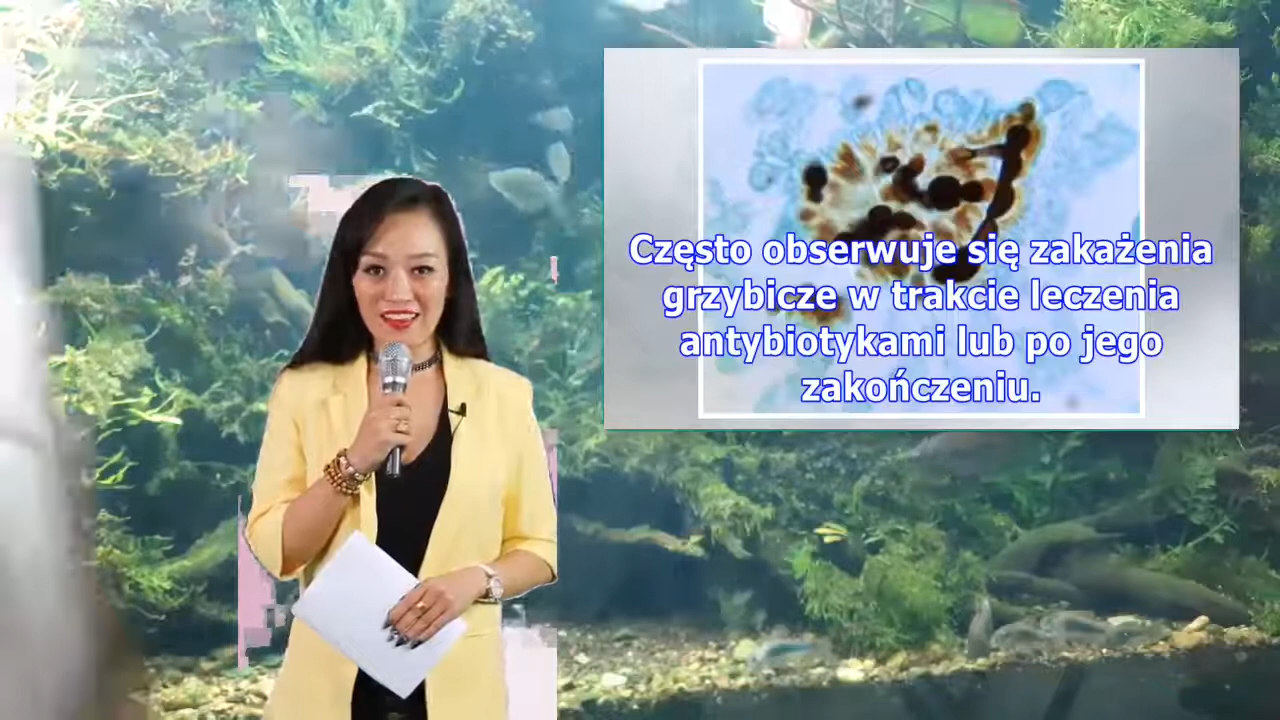 Często obserwuje się zakażenia
grzybicze w trakcie leczenia
antybiotykami lub po jego
zakończeniu.